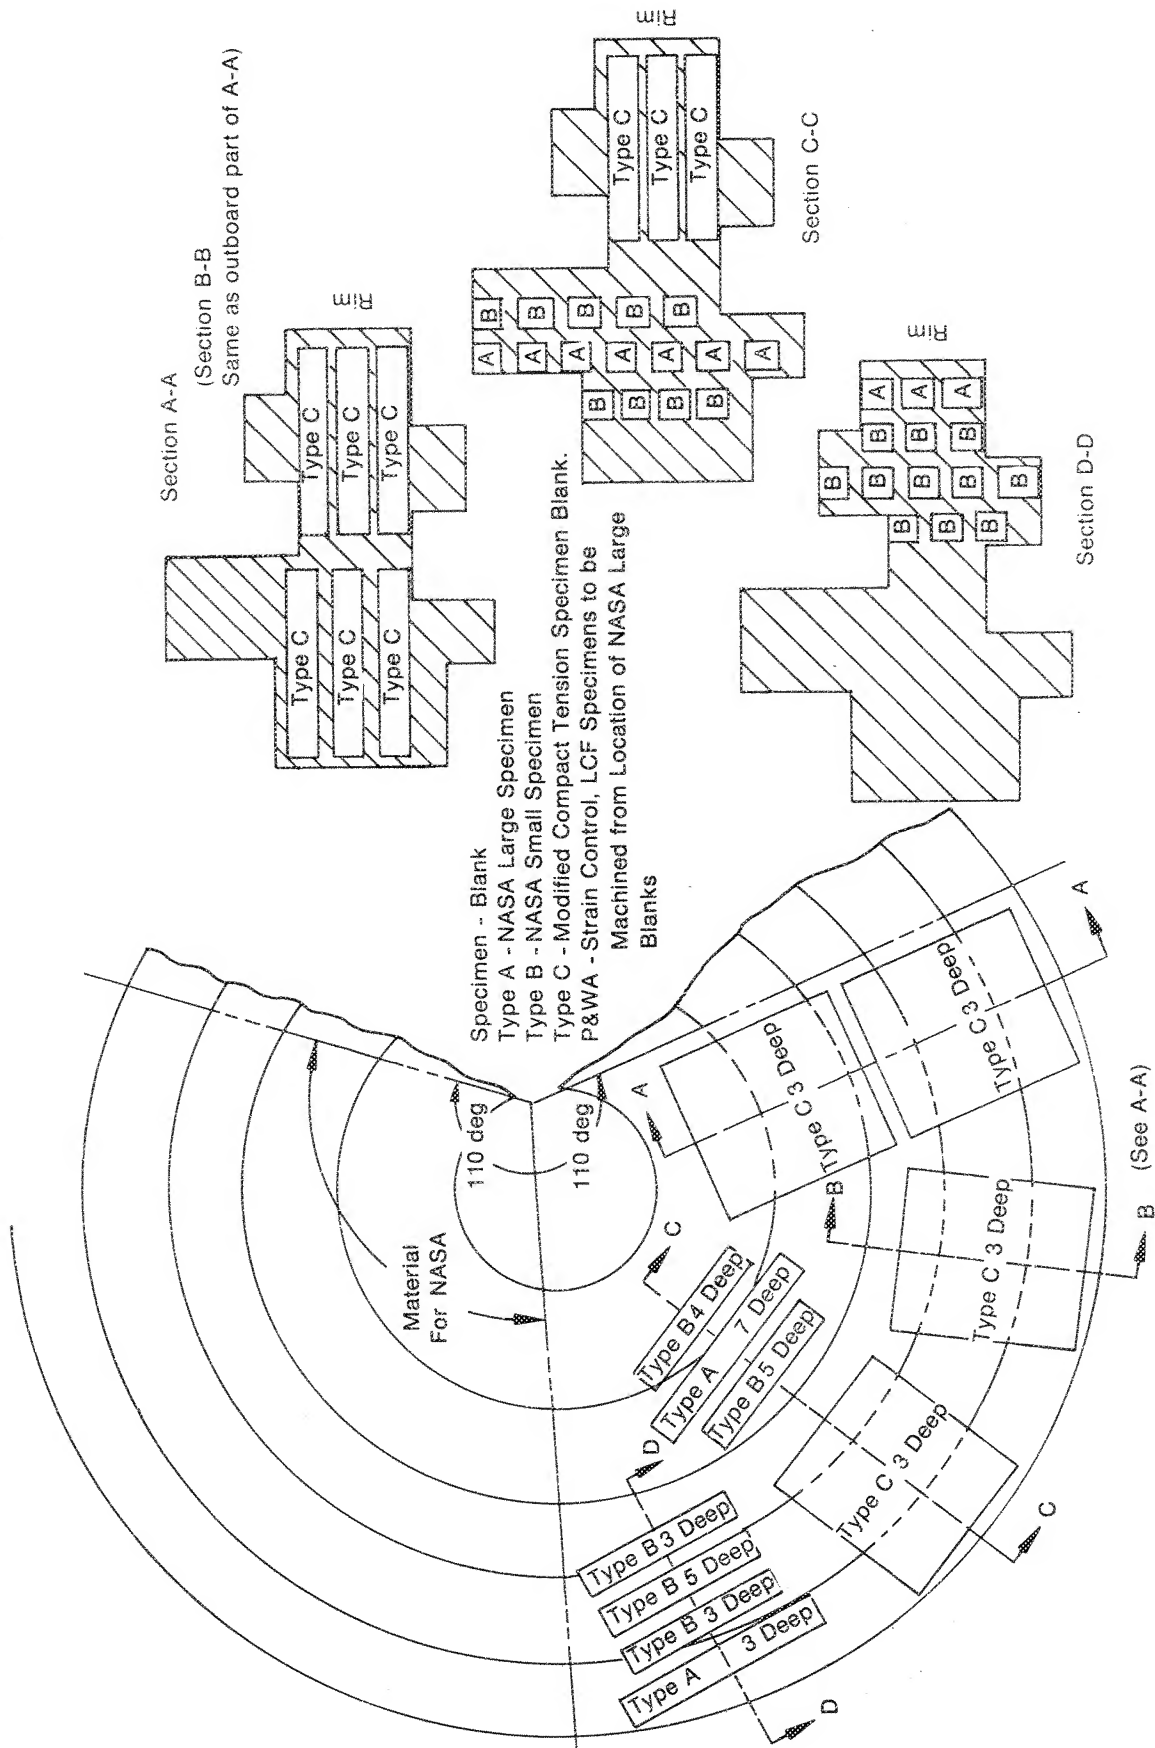 Section A-A
(Section B-B
Same as outboard part of A-A)
Rim
Type C
Type C
Type C
Type C
Type C
Type C
Rim
Type C
Type C
Type C
B
B
B
B
B
A
A
A
A
A
A
A
B
B
B
B
Section C-C
Rim
A
A
A
B
B
B
B
B
B
B
B
B
B
B
Section D-D
Specimen - Blank
Type A - NASA Large Specimen
Type B - NASA Small Specimen
Type C - Modified Compact Tension Specimen Blank.
P&WA - Strain Control, LCF Specimens to be
Machined from Location of NASA Large
Blanks
Material
For NASA
110 deg
110 deg
A
Type C 3 Deep
Type C 3 Deep
A
B
Type C 3 Deep
B
(See A-A)
C
Type B 4 Deep
Type A 7 Deep
Type B 5 Deep
Type C 3 Deep
C
D
Type B 3 Deep
Type B 5 Deep
Type B 3 Deep
Type A 3 Deep
D